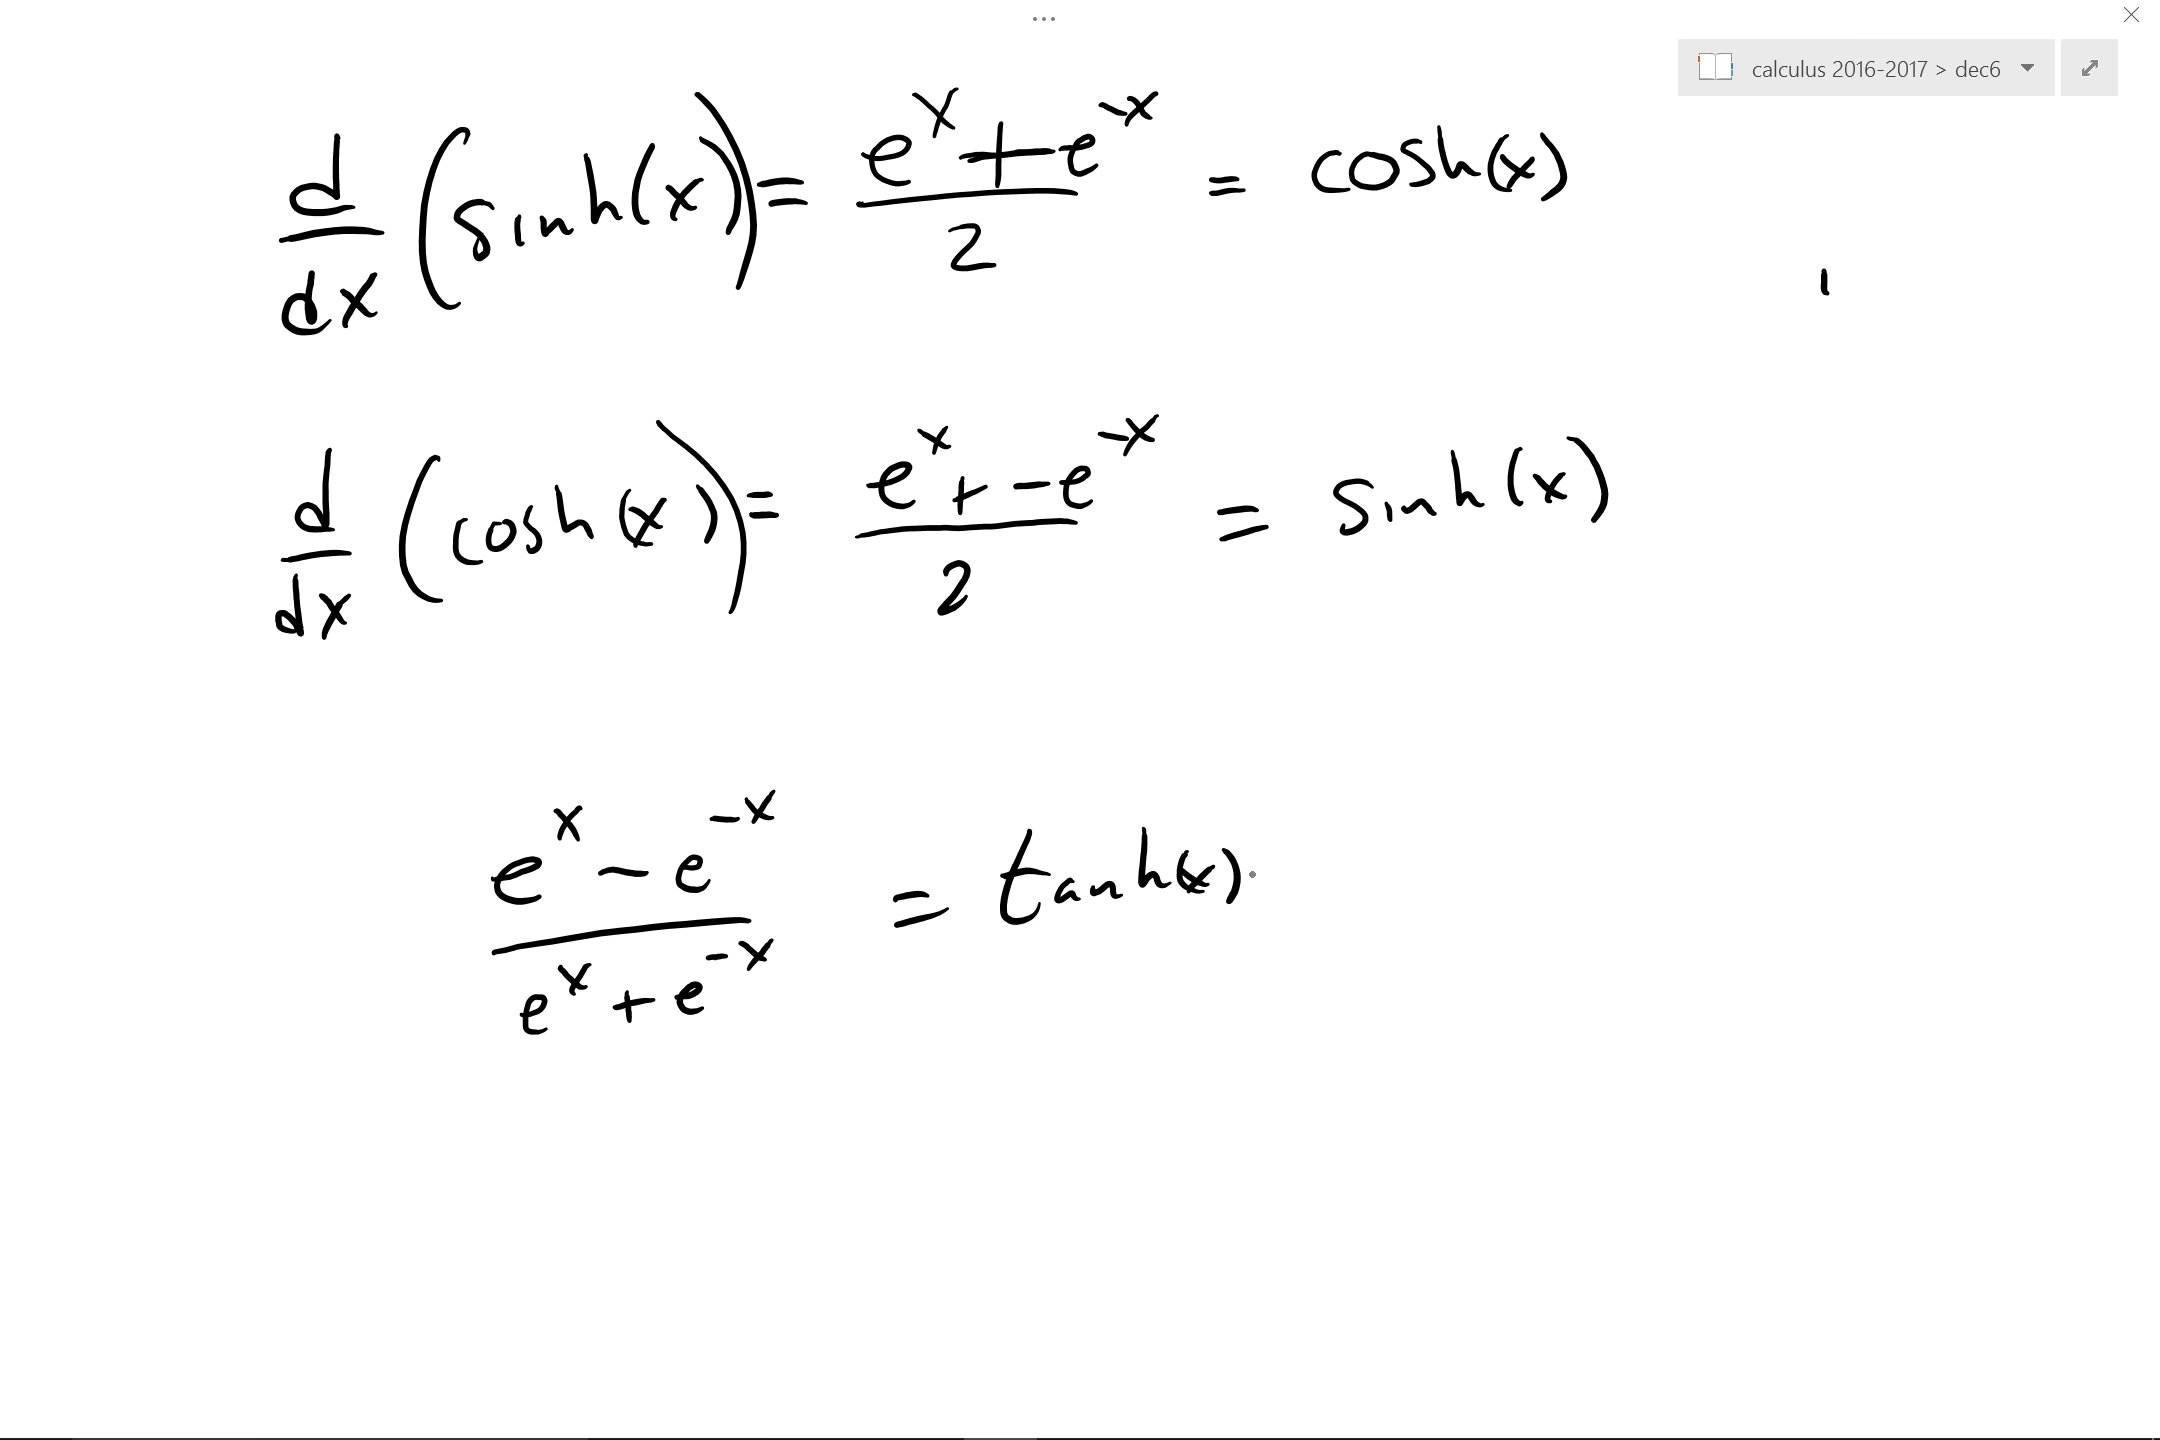 ...
calculus 2016-2017 > dec6
d/dx (sinh(x)) = (e^x + e^-x)/2 = cosh(x)
d/dx (cosh(x)) = (e^x + -e^-x)/2 = sinh(x)
(e^x - e^-x)/(e^x + e^-x) = tanh(x)